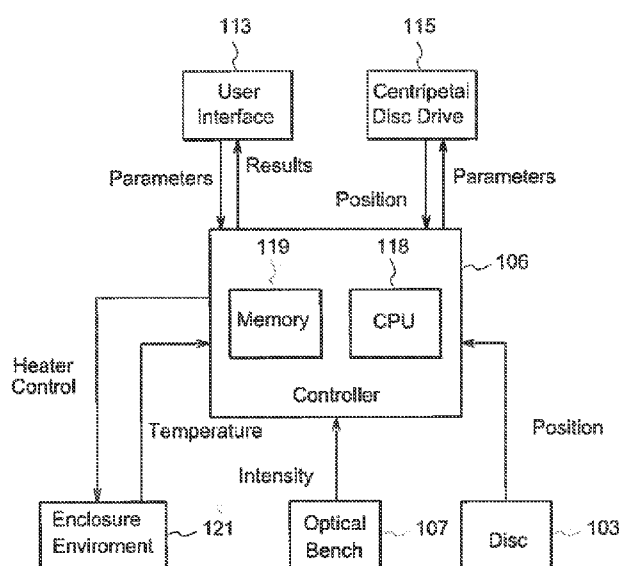 113
115
User
Interface
Centripetal
Disc Drive
Parameters
Results
Position
Parameters
119
118
106
Memory
CPU
Controller
Heater
Control
Temperature
Intensity
Position
Enclosure
Enviroment
121
Optical
Bench
107
Disc
103